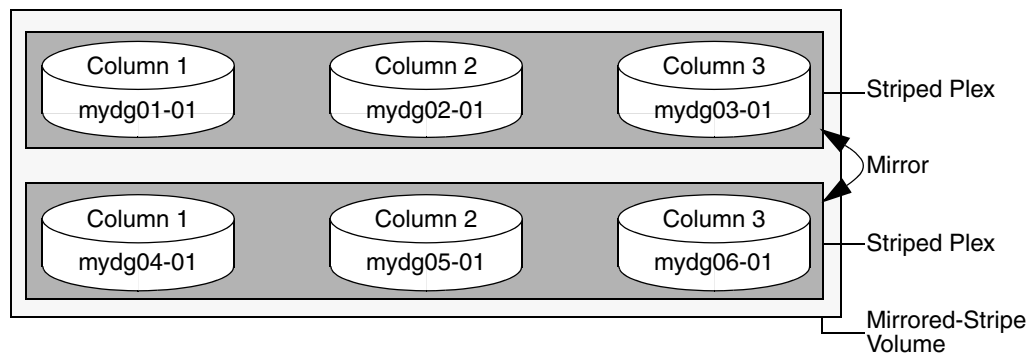 Column 1
mydg01-01
Column 2
mydg02-01
Column 3
mydg03-01
Striped Plex
Mirror
Column 1
mydg04-01
Column 2
mydg05-01
Column 3
mydg06-01
Striped Plex
Mirrored-Stripe
Volume